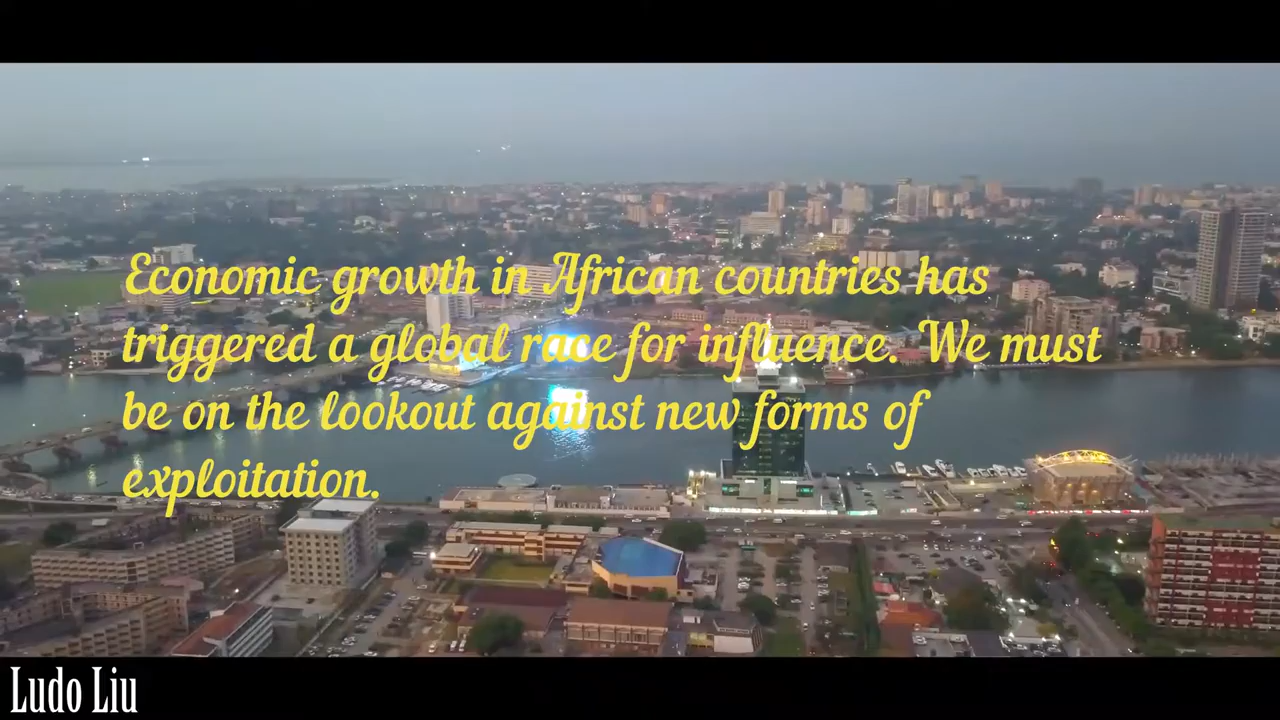 Economic growth in African countries has
triggered a global race for influence. We must
be on the lookout against new forms of
exploitation.
Ludo Liu